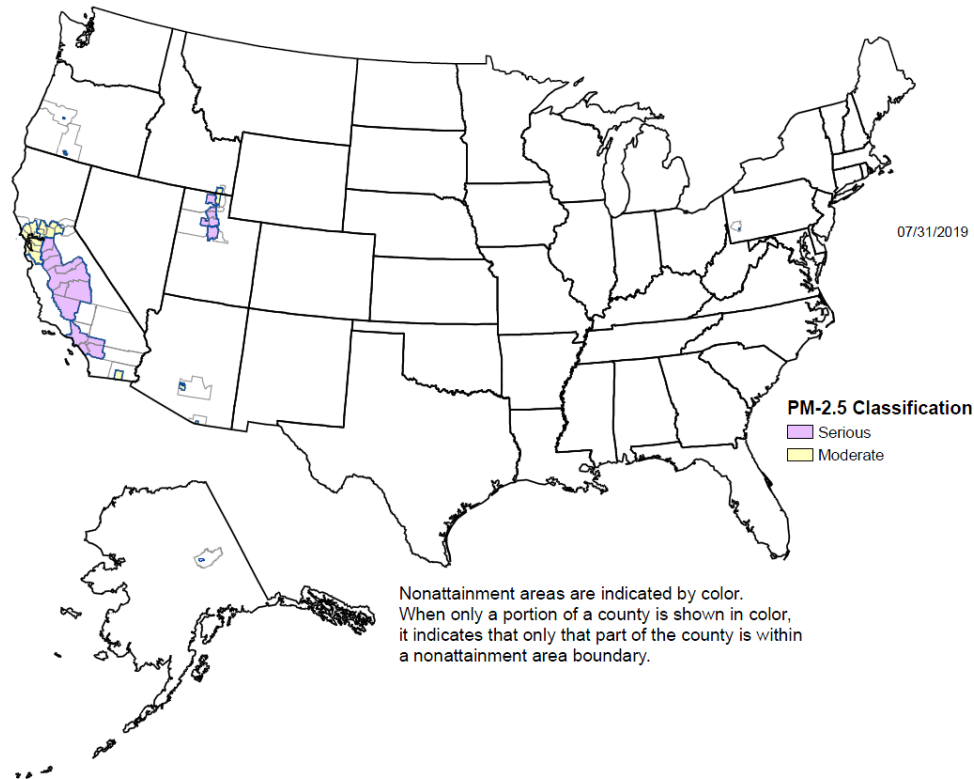 07/31/2019
PM-2.5 Classification
Serious
Moderate
Nonattainment areas are indicated by color.
When only a portion of a county is shown in color,
it indicates that only that part of the county is within
a nonattainment area boundary.